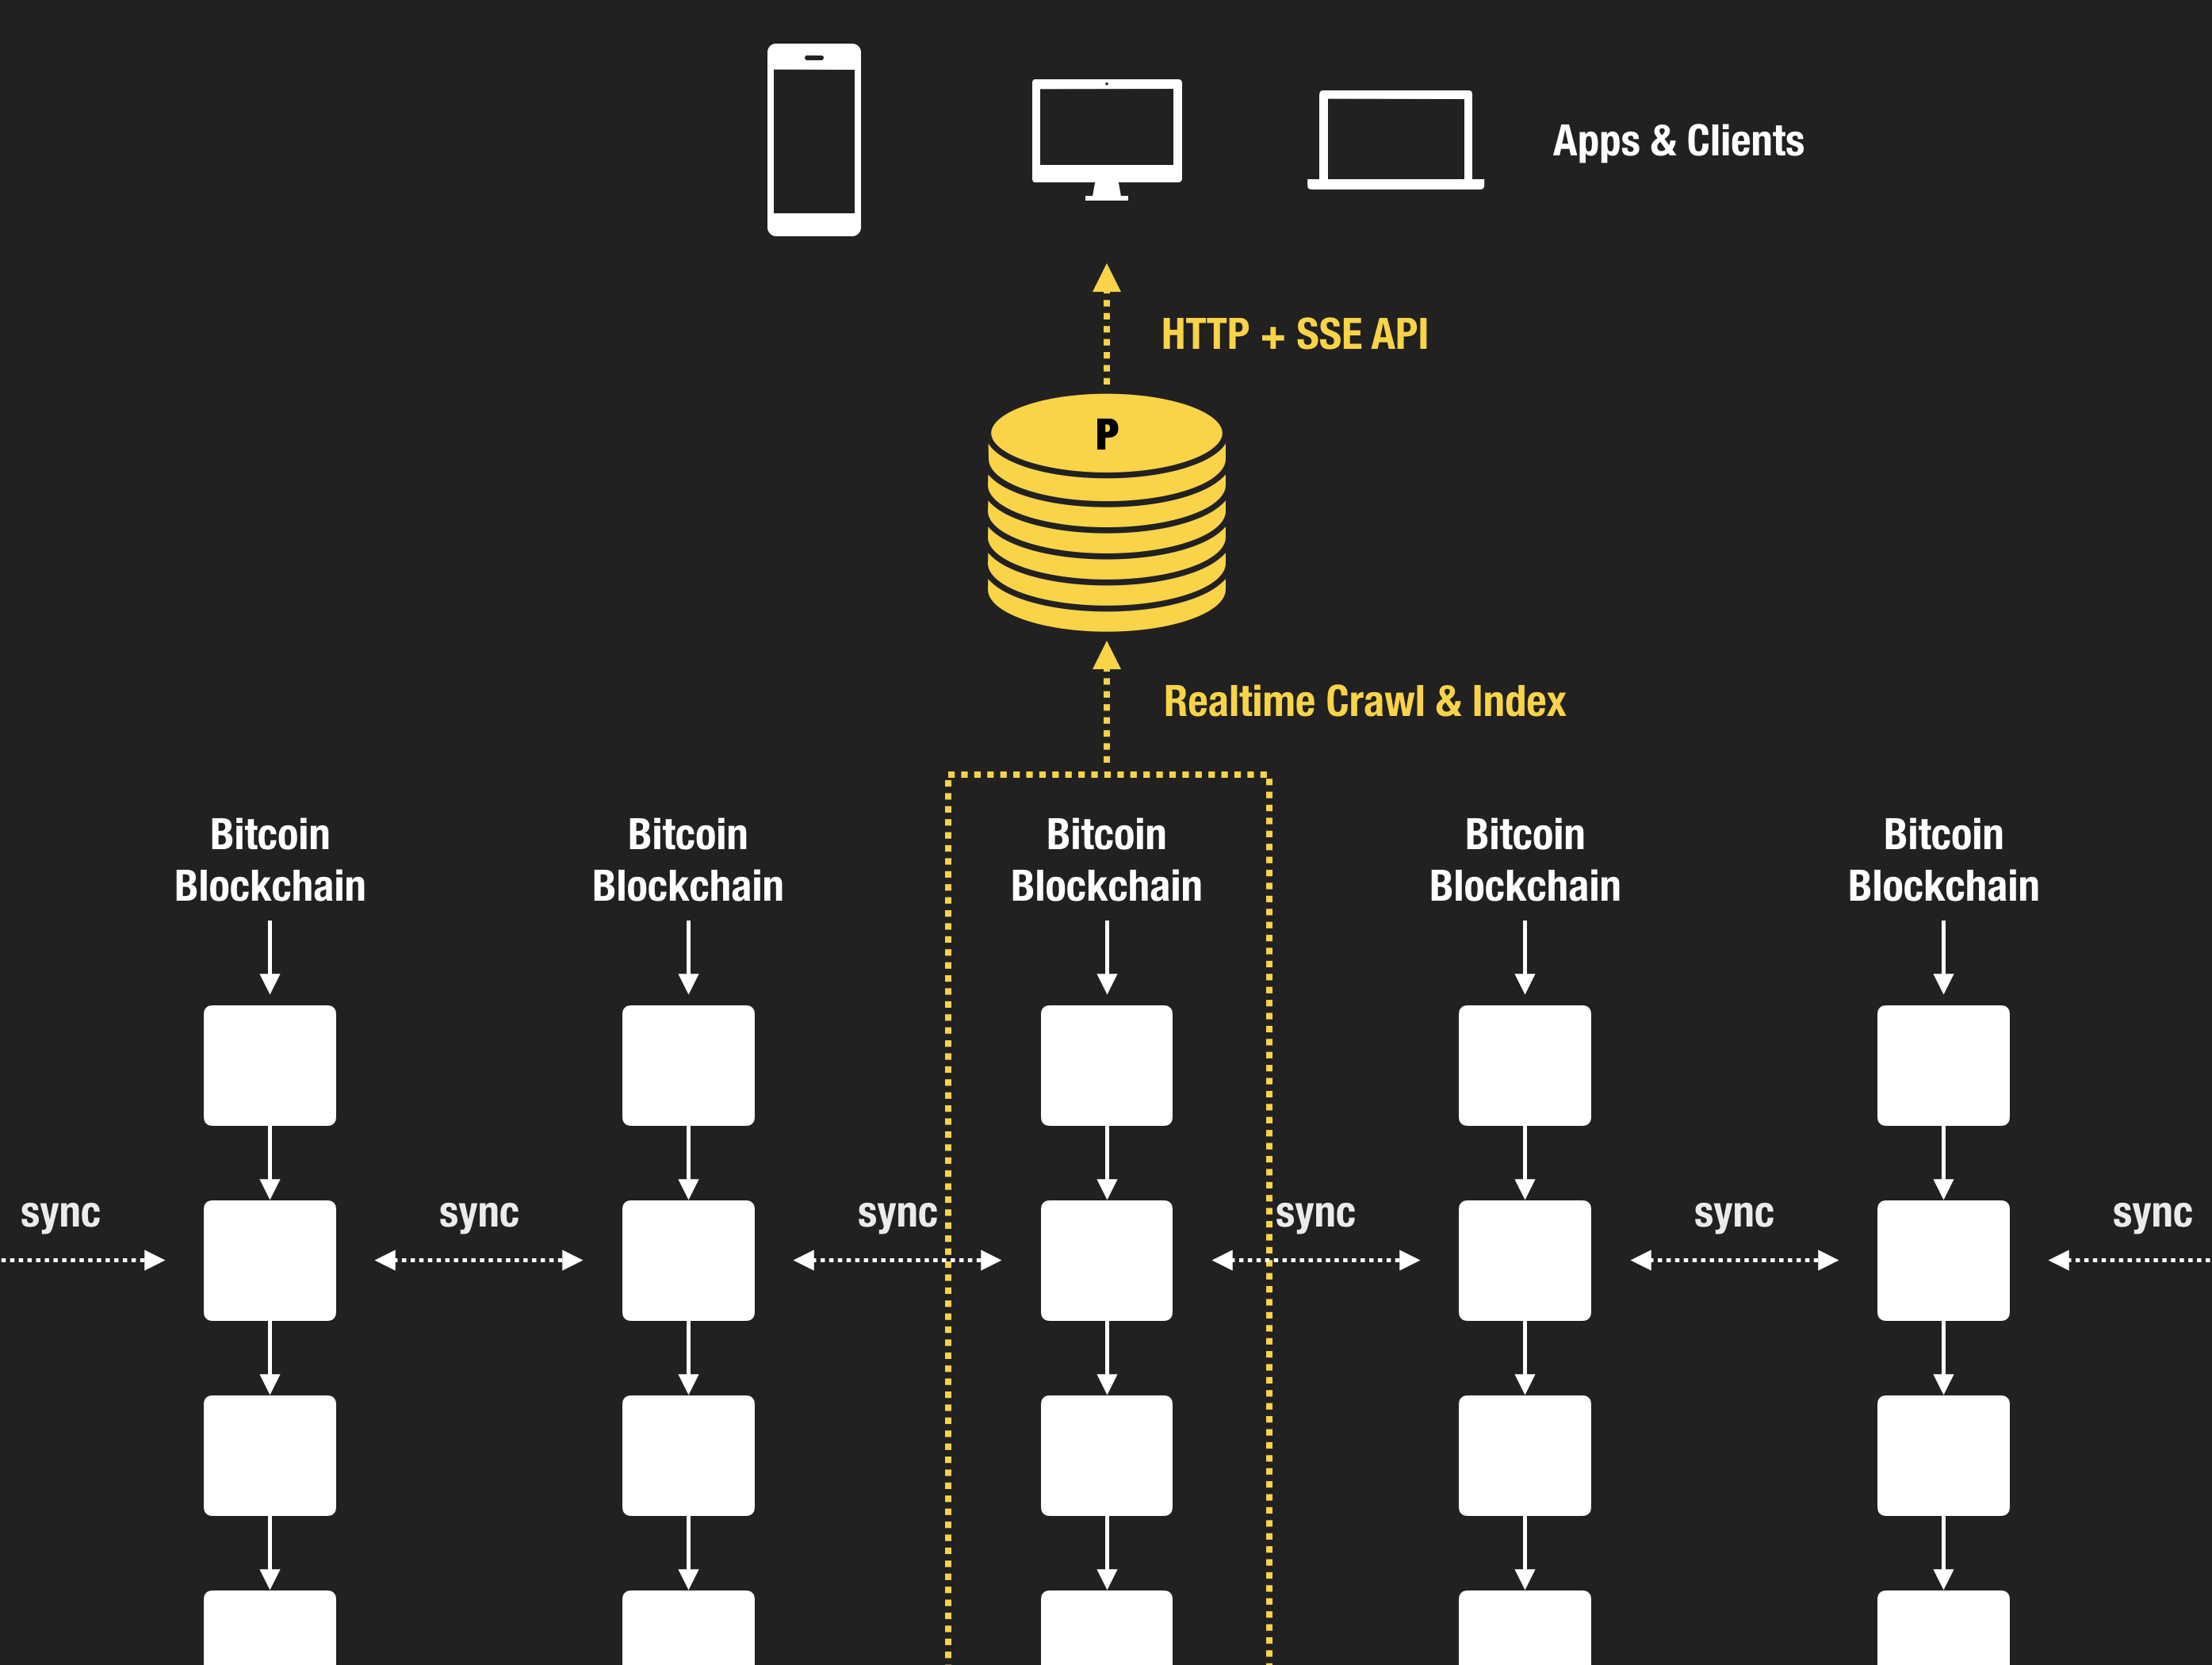 Apps & Clients
HTTP + SSE API
P
Realtime Crawl & Index
Bitcoin
Blockchain
Bitcoin
Blockchain
Bitcoin
Blockchain
Bitcoin
Blockchain
Bitcoin
Blockchain
sync
sync
sync
sync
sync
sync